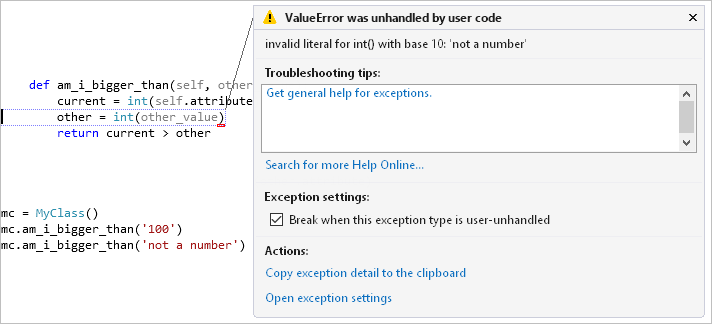 def am_i_bigger_than(self, other
current = int(self.attribute
other = int(other_value)
return current > other
mc = MyClass()
mc.am_i_bigger_than('100')
mc.am_i_bigger_than('not a number')
ValueError was unhandled by user code
invalid literal for int() with base 10: 'not a number'
Troubleshooting tips:
Get general help for exceptions.
Search for more Help Online...
Exception settings:
Break when this exception type is user-unhandled
Actions:
Copy exception detail to the clipboard
Open exception settings